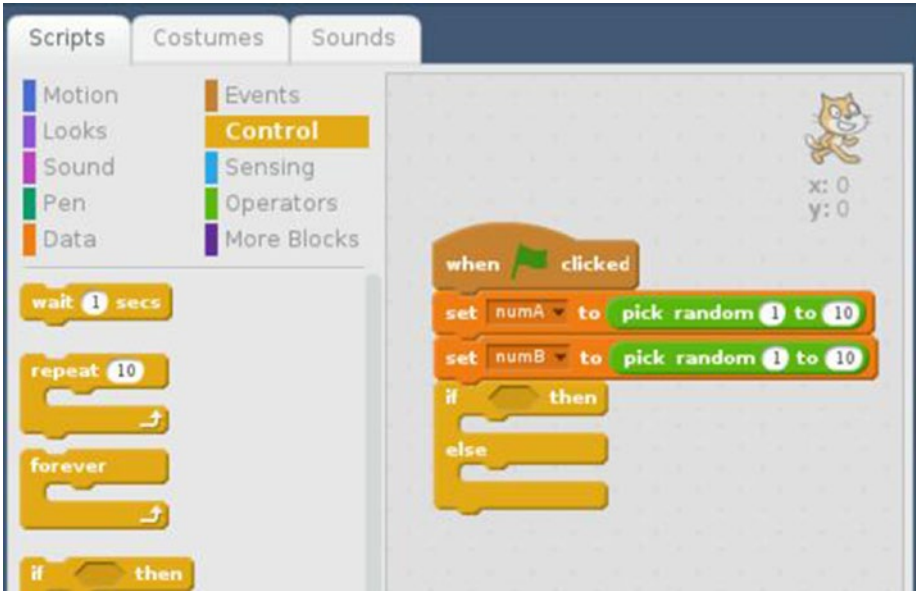 Scripts Costumes Sounds
Motion Events
Looks Control
Sound Sensing
Pen Operators
Data More Blocks
wait 1 secs
repeat 10
forever
if then
x: 0
y: 0
when clicked
set numA to pick random 1 to 10
set numB to pick random 1 to 10
if then
else